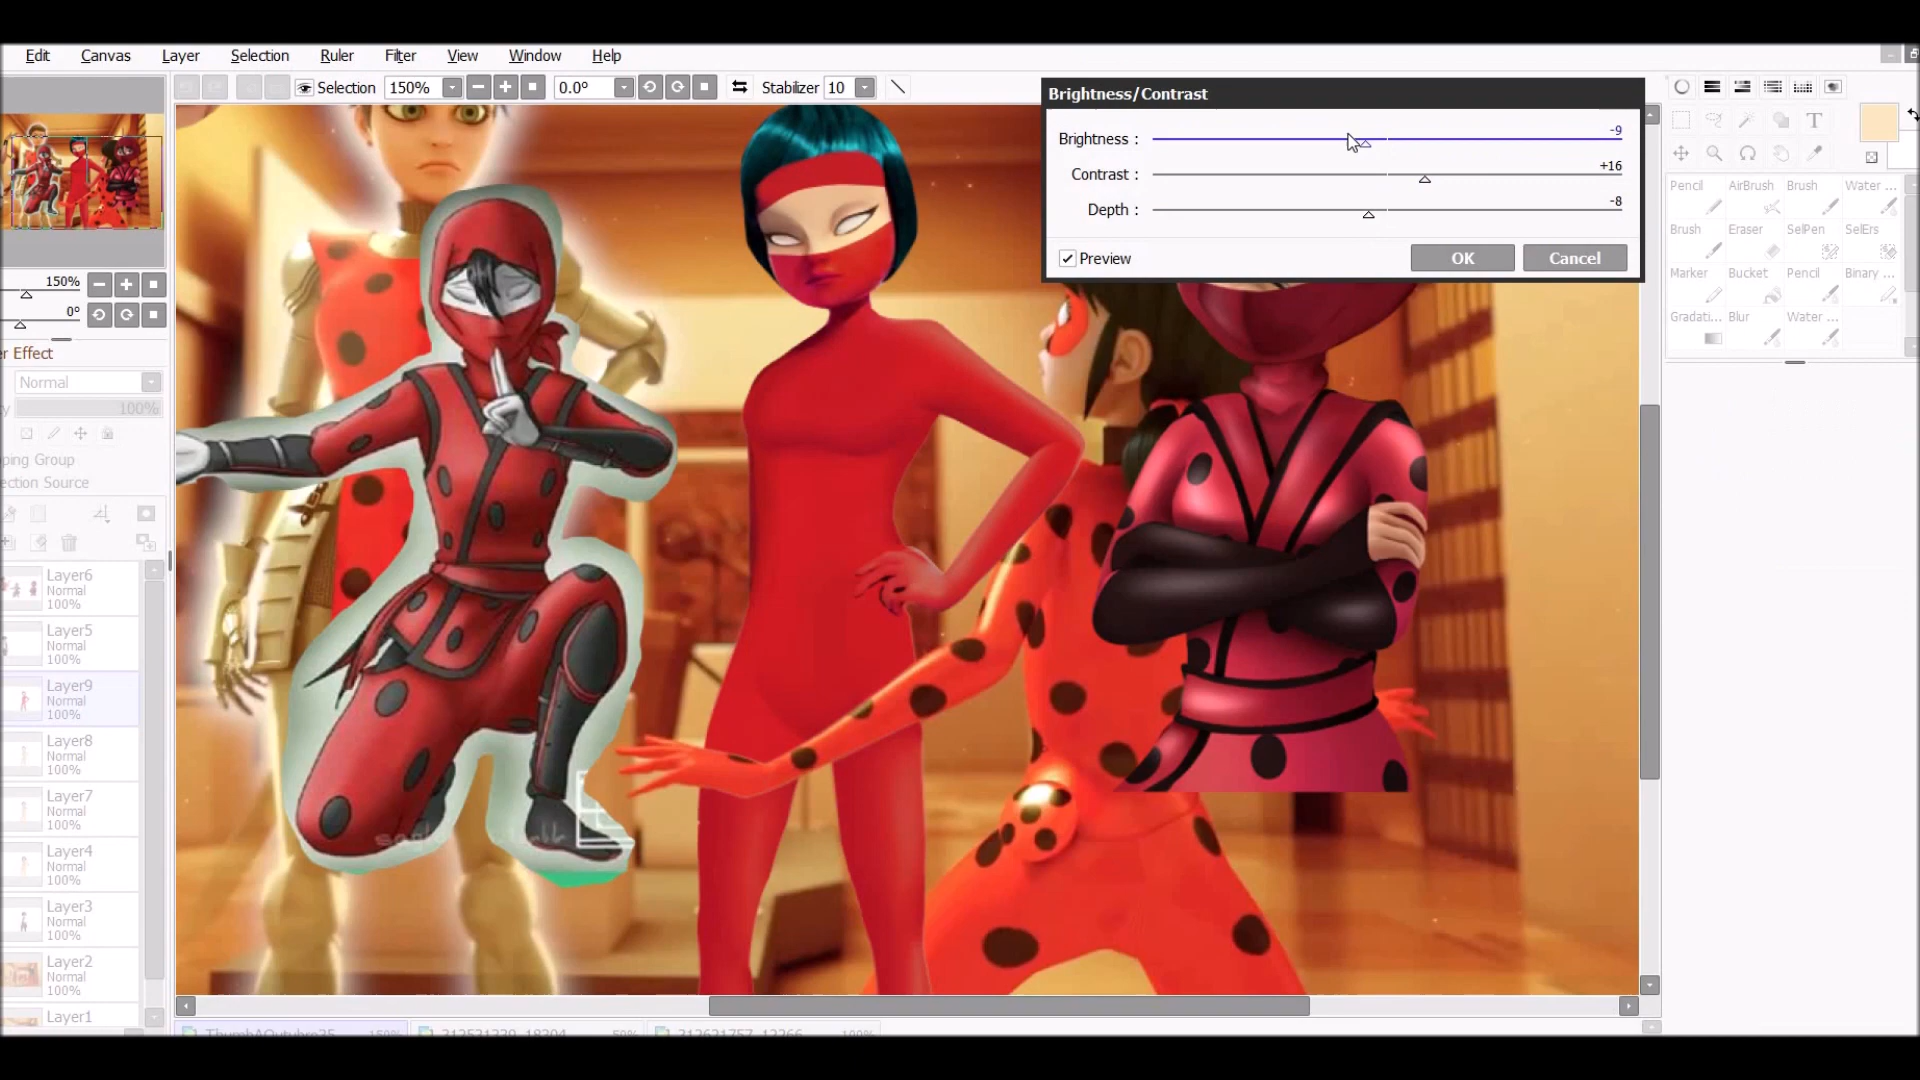 Edit Canvas Layer Selection Ruler Filter View Window Help
Selection 150% 0.0° Stabilizer 10
Brightness/Contrast
Brightness : -9
Contrast : +16
Depth : -8
Preview OK Cancel
T
Pencil AirBrush Brush Water ...
Brush Eraser SelPen SelErs
Marker Bucket Pencil Binary ...
Gradati... Blur Water ...
150%
0°
r Effect
Normal
100%
ping Group
ection Source
Layer6
Normal
100%
Layer5
Normal
100%
Layer9
Normal
100%
Layer8
Normal
100%
Layer7
Normal
100%
Layer4
Normal
100%
Layer3
Normal
100%
Layer2
Normal
100%
Layer1